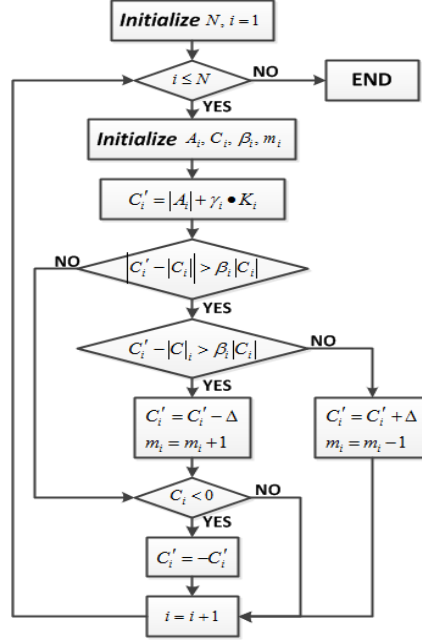 Initialize N, i = 1
i ≤ N
NO
END
YES
Initialize A_i, C_i, β_i, m_i
C_i′ = |A_i| + γ_i • K_i
NO
|C_i′ − |C_i|| > β_i |C_i|
YES
C_i′ − |C|_i > β_i |C_i|
NO
YES
C_i′ = C_i′ − Δ
m_i = m_i + 1
C_i′ = C_i′ + Δ
m_i = m_i − 1
C_i < 0
NO
YES
C_i′ = −C_i′
i = i + 1